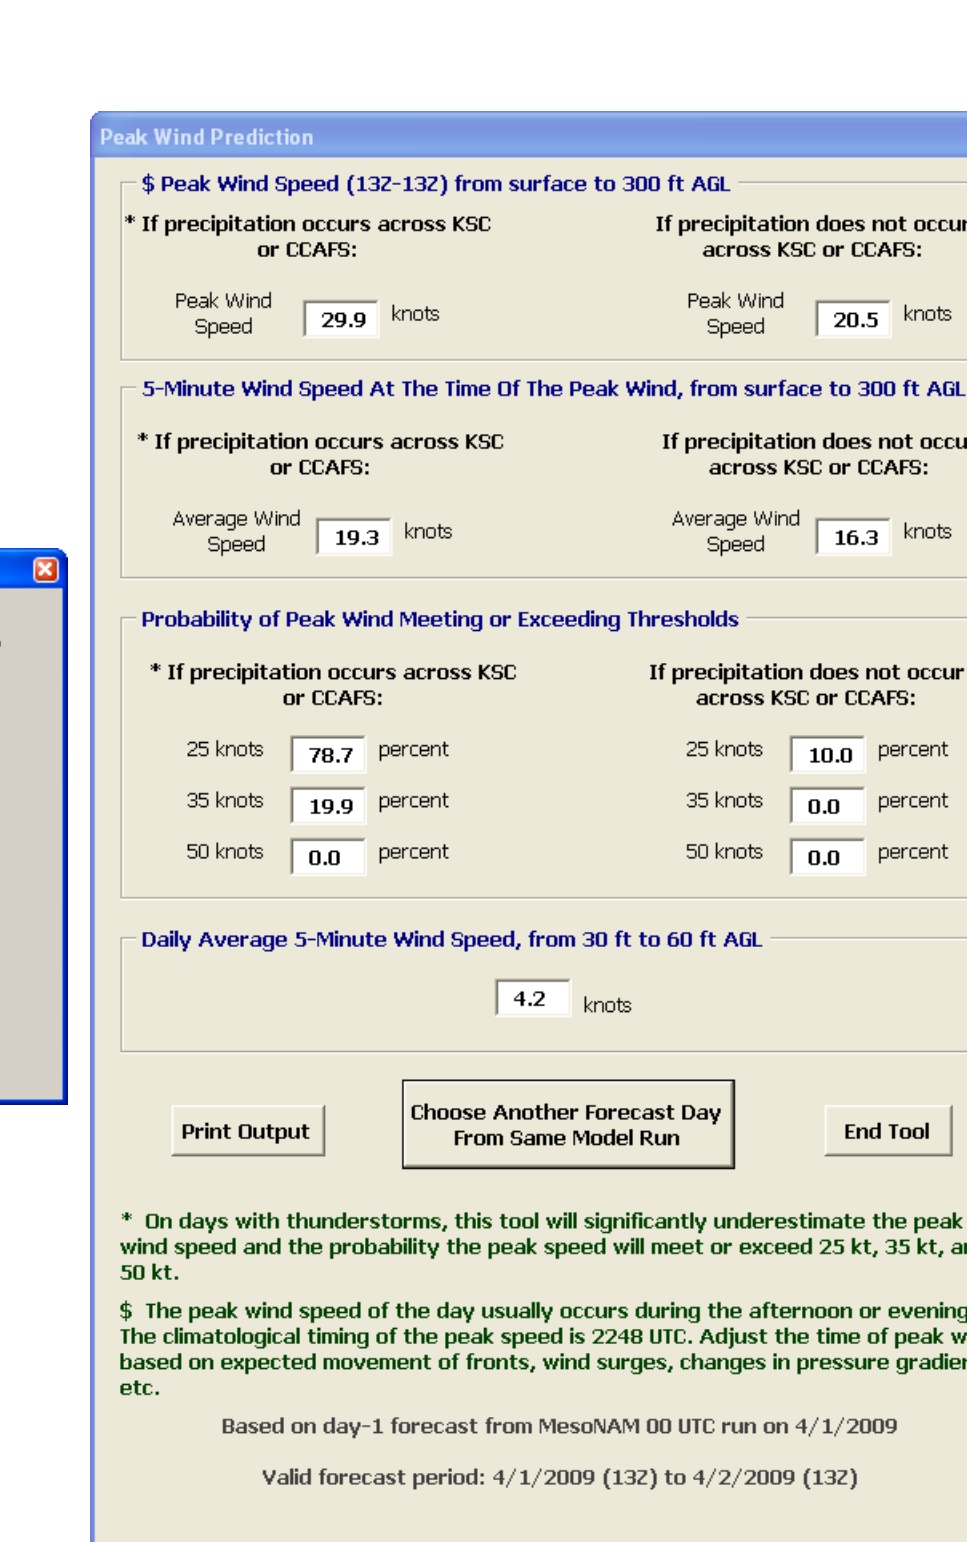 Peak Wind Prediction
$ Peak Wind Speed (13Z-13Z) from surface to 300 ft AGL
* If precipitation occurs across KSC
or CCAFS:
If precipitation does not occur
across KSC or CCAFS:
Peak Wind
Speed
29.9 knots
Peak Wind
Speed
20.5 knots
5-Minute Wind Speed At The Time Of The Peak Wind, from surface to 300 ft AGL
* If precipitation occurs across KSC
or CCAFS:
If precipitation does not occu
across KSC or CCAFS:
Average Wind
Speed
19.3 knots
Average Wind
Speed
16.3 knots
Probability of Peak Wind Meeting or Exceeding Thresholds
* If precipitation occurs across KSC
or CCAFS:
If precipitation does not occur
across KSC or CCAFS:
25 knots 78.7 percent
25 knots 10.0 percent
35 knots 19.9 percent
35 knots 0.0 percent
50 knots 0.0 percent
50 knots 0.0 percent
Daily Average 5-Minute Wind Speed, from 30 ft to 60 ft AGL
4.2 knots
Print Output
Choose Another Forecast Day
From Same Model Run
End Tool
* On days with thunderstorms, this tool will significantly underestimate the peak
wind speed and the probability the peak speed will meet or exceed 25 kt, 35 kt, a
50 kt.
$ The peak wind speed of the day usually occurs during the afternoon or evening
The climatological timing of the peak speed is 2248 UTC. Adjust the time of peak w
based on expected movement of fronts, wind surges, changes in pressure gradie
etc.
Based on day-1 forecast from MesoNAM 00 UTC run on 4/1/2009
Valid forecast period: 4/1/2009 (13Z) to 4/2/2009 (13Z)